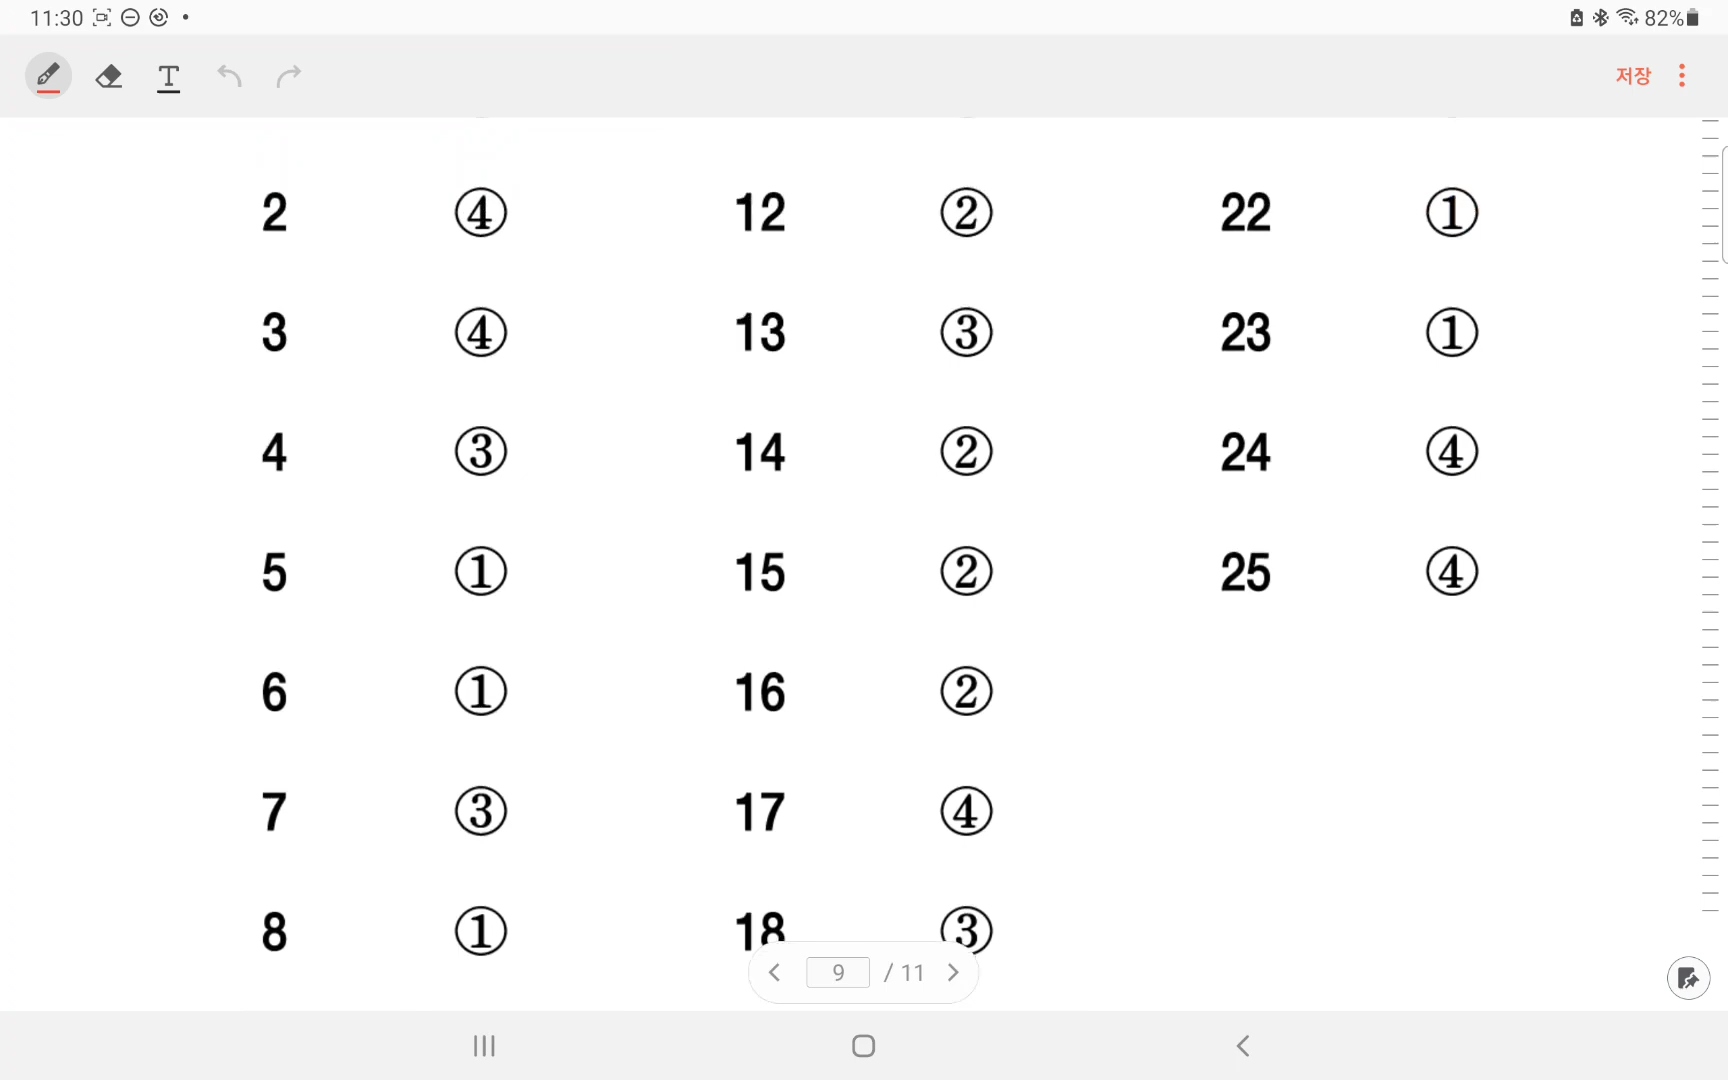 11:30 82%
저장
2 ④ 12 ② 22 ①
3 ④ 13 ③ 23 ①
4 ③ 14 ② 24 ④
5 ① 15 ② 25 ④
6 ① 16 ②
7 ③ 17 ④
8 ① 18 ③
9 / 11